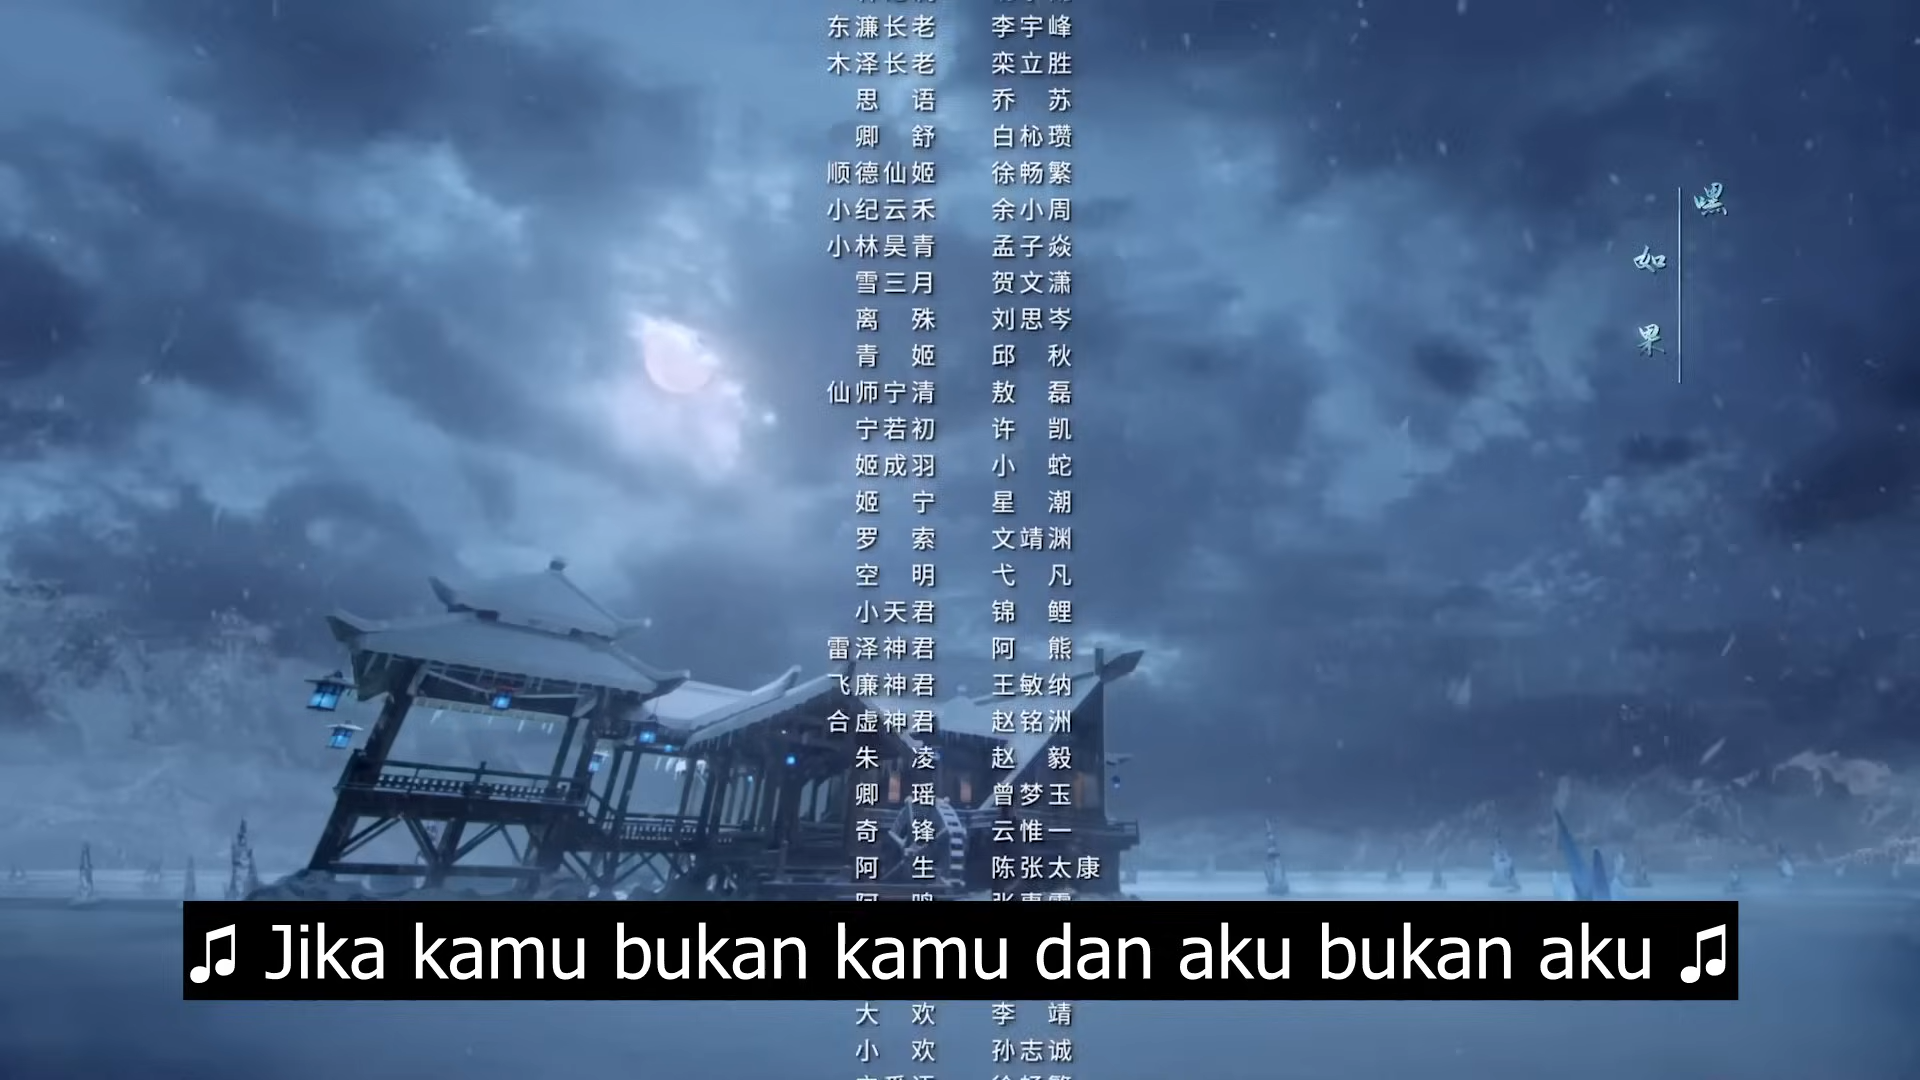 东濂长老 李宇峰
木泽长老 栾立胜
思语 乔苏
卿舒 白杺瓒
顺德仙姬 徐畅繁
小纪云禾 余小周
小林昊青 孟子焱
雪三月 贺文潇
离殊 刘思岑
青姬 邱秋
仙师宁清 敖磊
宁若初 许凯
姬成羽 小蛇
姬宁 星潮
罗索 文靖渊
空明 弋凡
小天君 锦鲤
雷泽神君 阿熊
飞廉神君 王敏纳
合虚神君 赵铭洲
朱凌 赵毅
卿瑶 曾梦玉
奇锋 云惟一
阿生 陈张太康
♫ Jika kamu bukan kamu dan aku bukan aku ♫
大欢 李靖
小欢 孙志诚
嘿
如果